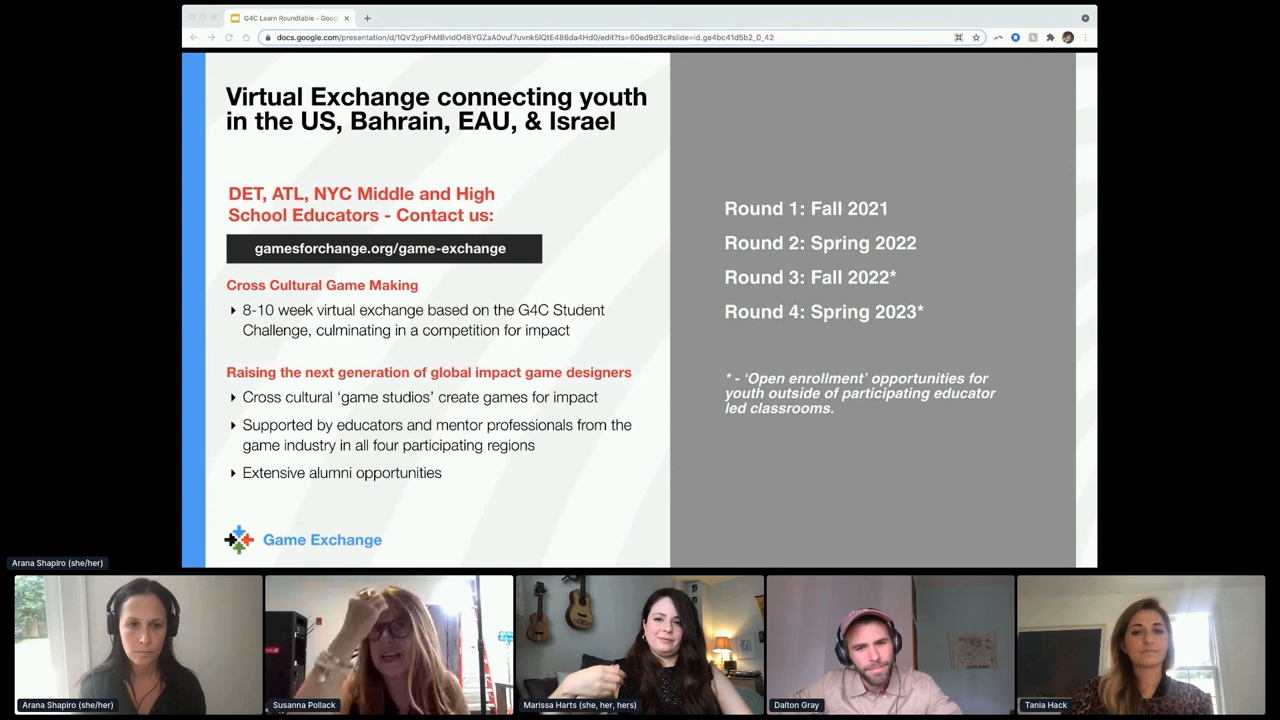 G4C Learn Roundtable - Goog
docs.google.com/presentation/d/1QV2ypFhMBvIdO4BYGZaA0vuf7uvnk5IQtE486da4Hd0/edit?ts=60ed9d3c#slide=id.ge4bc41d5b2_0_42
Virtual Exchange connecting youth
in the US, Bahrain, EAU, & Israel
DET, ATL, NYC Middle and High
School Educators - Contact us:
gamesforchange.org/game-exchange
Cross Cultural Game Making
8-10 week virtual exchange based on the G4C Student
Challenge, culminating in a competition for impact
Raising the next generation of global impact game designers
Cross cultural ‘game studios’ create games for impact
Supported by educators and mentor professionals from the
game industry in all four participating regions
Extensive alumni opportunities
Game Exchange
Round 1: Fall 2021
Round 2: Spring 2022
Round 3: Fall 2022*
Round 4: Spring 2023*
* - ‘Open enrollment’ opportunities for
youth outside of participating educator
led classrooms.
Arana Shapiro (she/her)
Arana Shapiro (she/her)
Susanna Pollack
Marissa Harts (she, her, hers)
Dalton Gray
Tania Hack